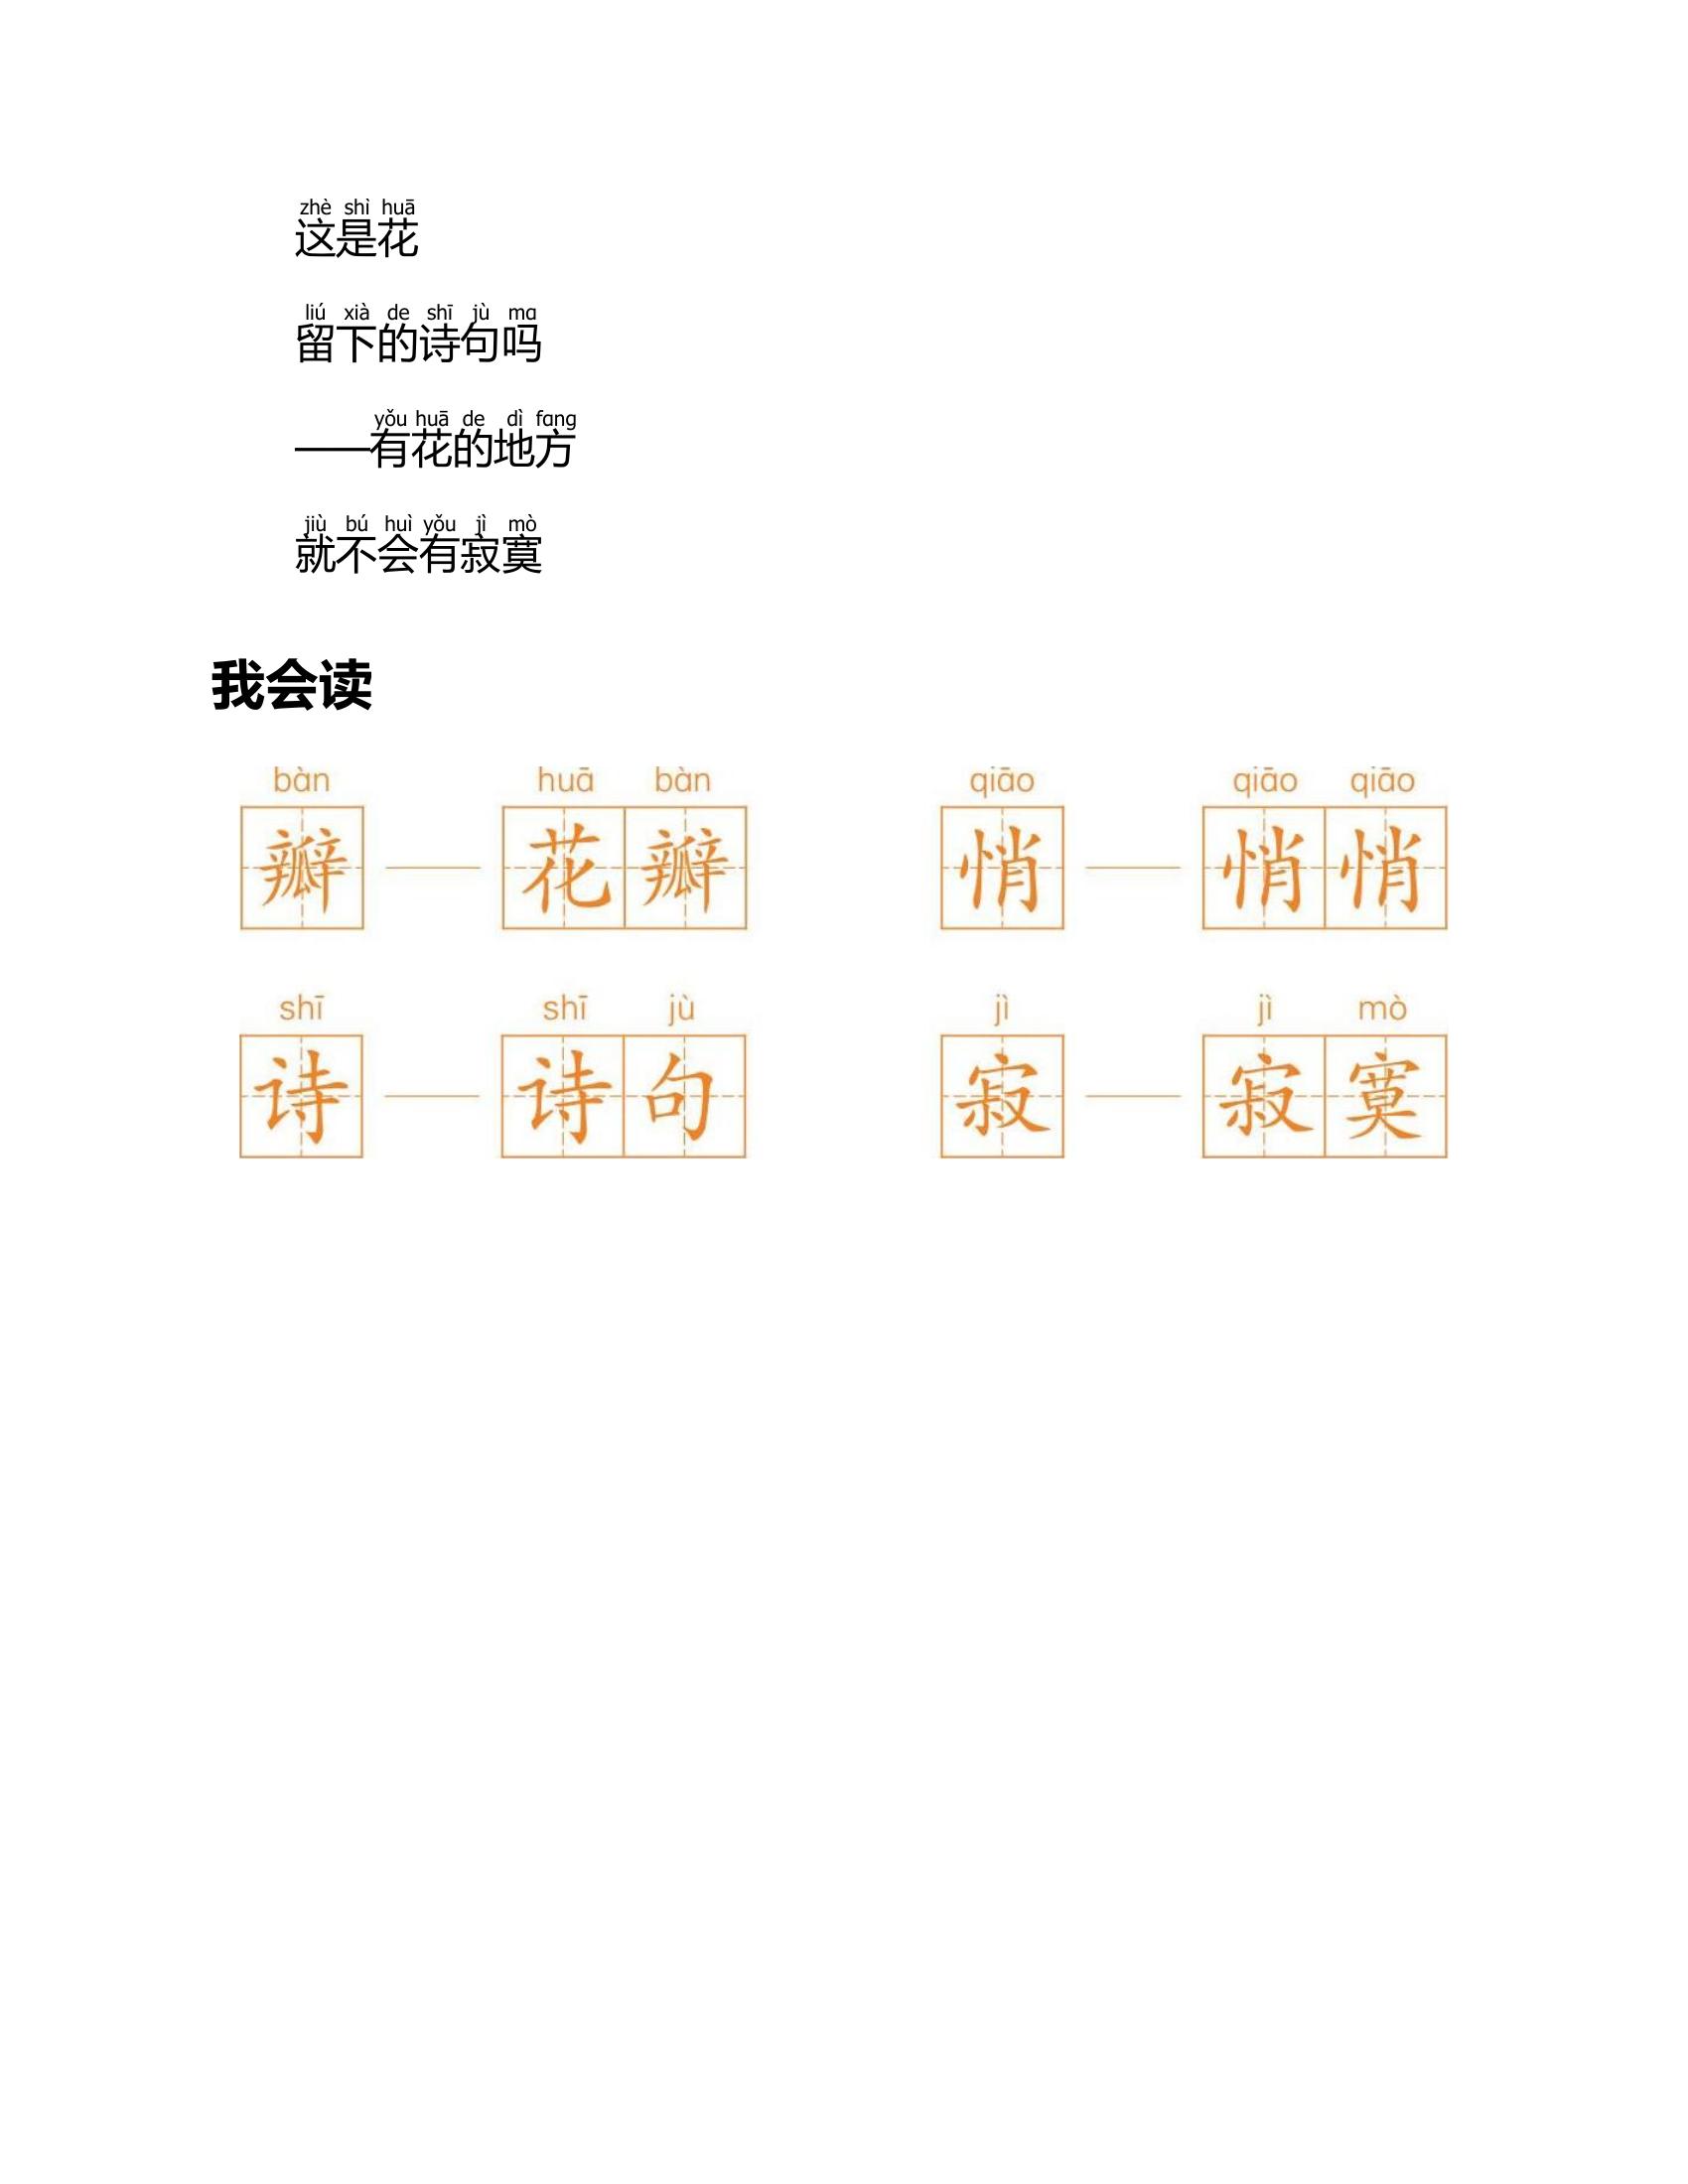 zhè shì huā
这是花
liú xià de shī jù ma
留下的诗句吗
yǒu huā de dì fang
——有花的地方
jiù bú huì yǒu jì mò
就不会有寂寞
我会读
bàn huā bàn qiāo qiāo qiāo
瓣——花瓣 悄——悄悄
shī shī jù jì jì mò
诗——诗句 寂——寂寞